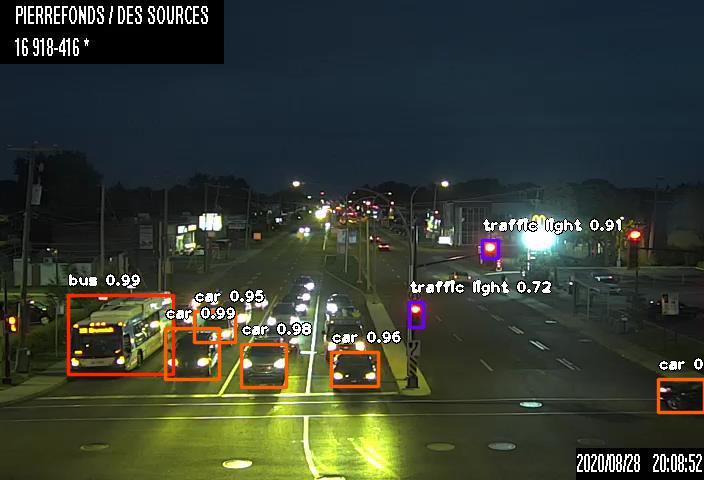 PIERREFONDS / DES SOURCES
16 918-416 *
traffic light 0.91
traffic light 0.72
bus 0.99
car 0.95
car 0.99
car 0.98
car 0.96
car 0
2020/08/28 20:08:52